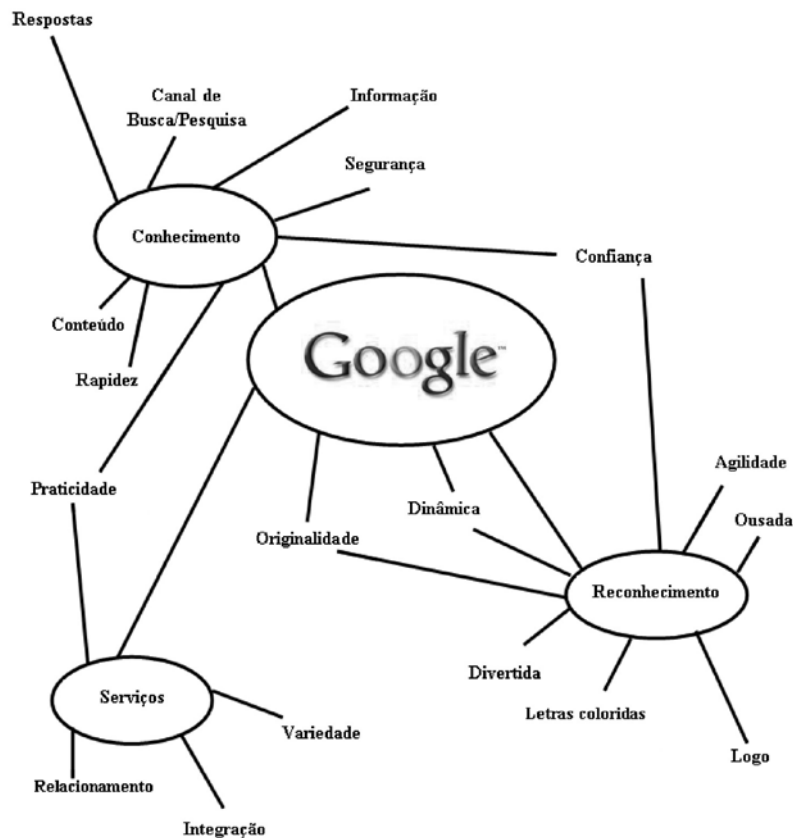 Respostas
Canal de
Busca/Pesquisa
Informação
Segurança
Conhecimento
Confiança
Conteúdo
Google™
Rapidez
Agilidade
Praticidade
Dinâmica
Ousada
Originalidade
Reconhecimento
Divertida
Serviços
Letras coloridas
Variedade
Logo
Relacionamento
Integração